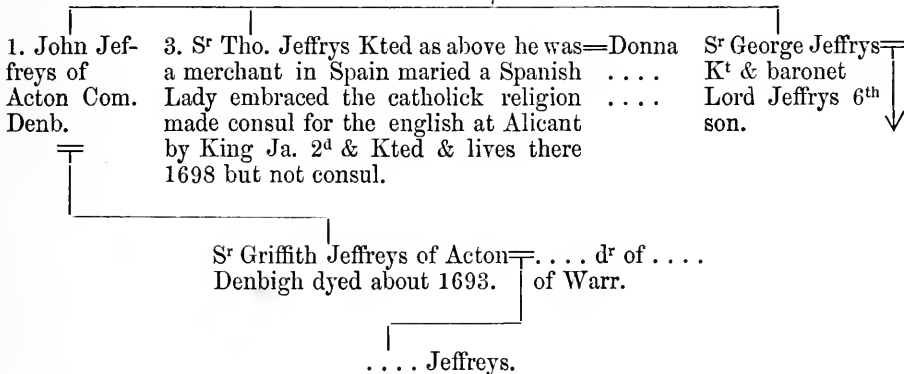 1. John Jef-
freys of
Acton Com.
Denb.
3. Sʳ Tho. Jeffrys Kted as above he was=Donna
a merchant in Spain maried a Spanish . . . .
Lady embraced the catholick religion . . . .
made consul for the english at Alicant
by King Ja. 2ᵈ & Kted & lives there
1698 but not consul.
Sʳ George Jeffrys=
Kᵗ & baronet
Lord Jeffrys 6ᵗʰ
son.
Sʳ Griffith Jeffreys of Acton=. . . . dʳ of . . . .
Denbigh dyed about 1693. of Warr.
. . . . Jeffreys.